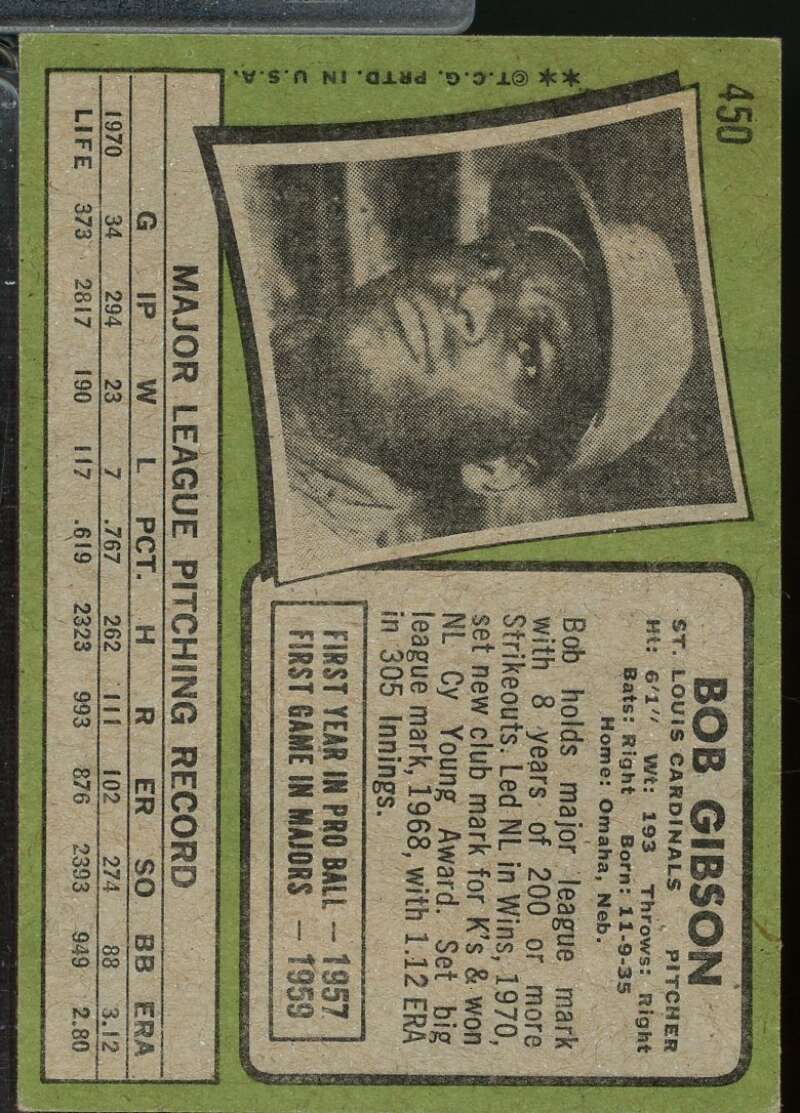 450
**©T.C.G. PRTD. IN U.S.A.
BOB GIBSON
ST. LOUIS CARDINALS PITCHER
Ht: 6'1" Wt: 193 Throws: Right
Bats: Right Born: 11-9-35
Home: Omaha, Neb.
Bob holds major league mark
with 8 years of 200 or more
Strikeouts. Led NL in Wins, 1970,
set new club mark for K's & won
NL Cy Young Award. Set big
league mark, 1968, with 1.12 ERA
in 305 Innings.
FIRST YEAR IN PRO BALL — 1957
FIRST GAME IN MAJORS — 1959
MAJOR LEAGUE PITCHING RECORD
G IP W L PCT. H R ER SO BB ERA
1970 34 294 23 7 .767 262 111 102 274 88 3.12
LIFE 373 2817 190 117 .619 2323 993 876 2393 949 2.80